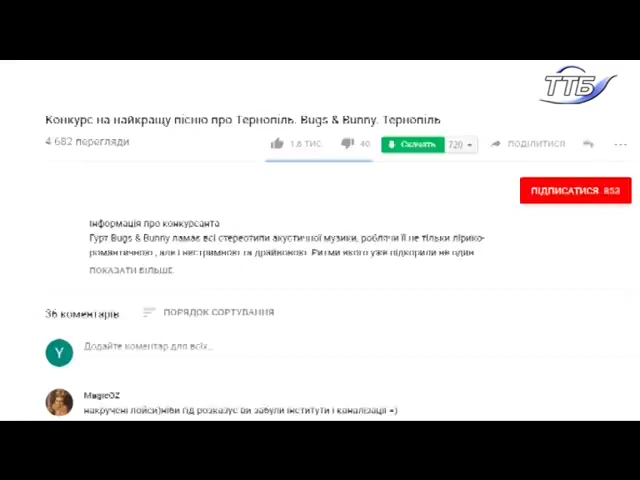 ТТБ
Конкурс на найкращу пісню про Тернопіль. Bugs & Bunny. Тернопіль
4 682 перегляди
1,8 тис.
40
Скачать
720
ПОДІЛИТИСЯ
ПІДПИСАТИСЯ 853
Інформація про конкурсанта
Гурт Bugs & Bunny ламає всі стереотипи акустичної музики, роблячи її не тільки лірико-
романтичною , але і нестримною та драйвовою. Ритми якого уже підкорили не один
ПОКАЗАТИ БІЛЬШЕ
36 коментарів
ПОРЯДОК СОРТУВАННЯ
Y
Додайте коментар для всіх...
MagicOZ
накручені лойси)ніби гід розказує ви забули інститути і каналізації =)